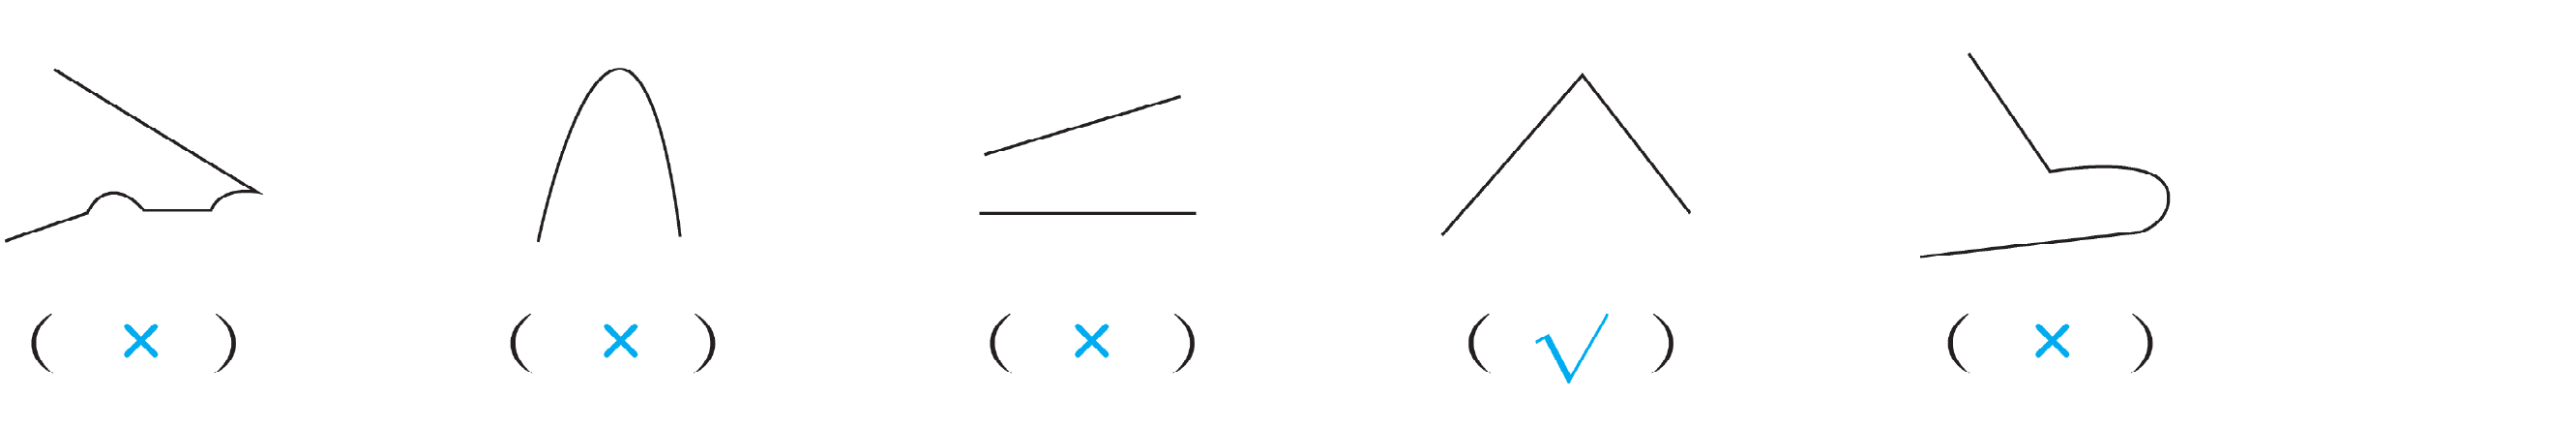 ( × ) ( × ) ( × ) ( √ ) ( × )